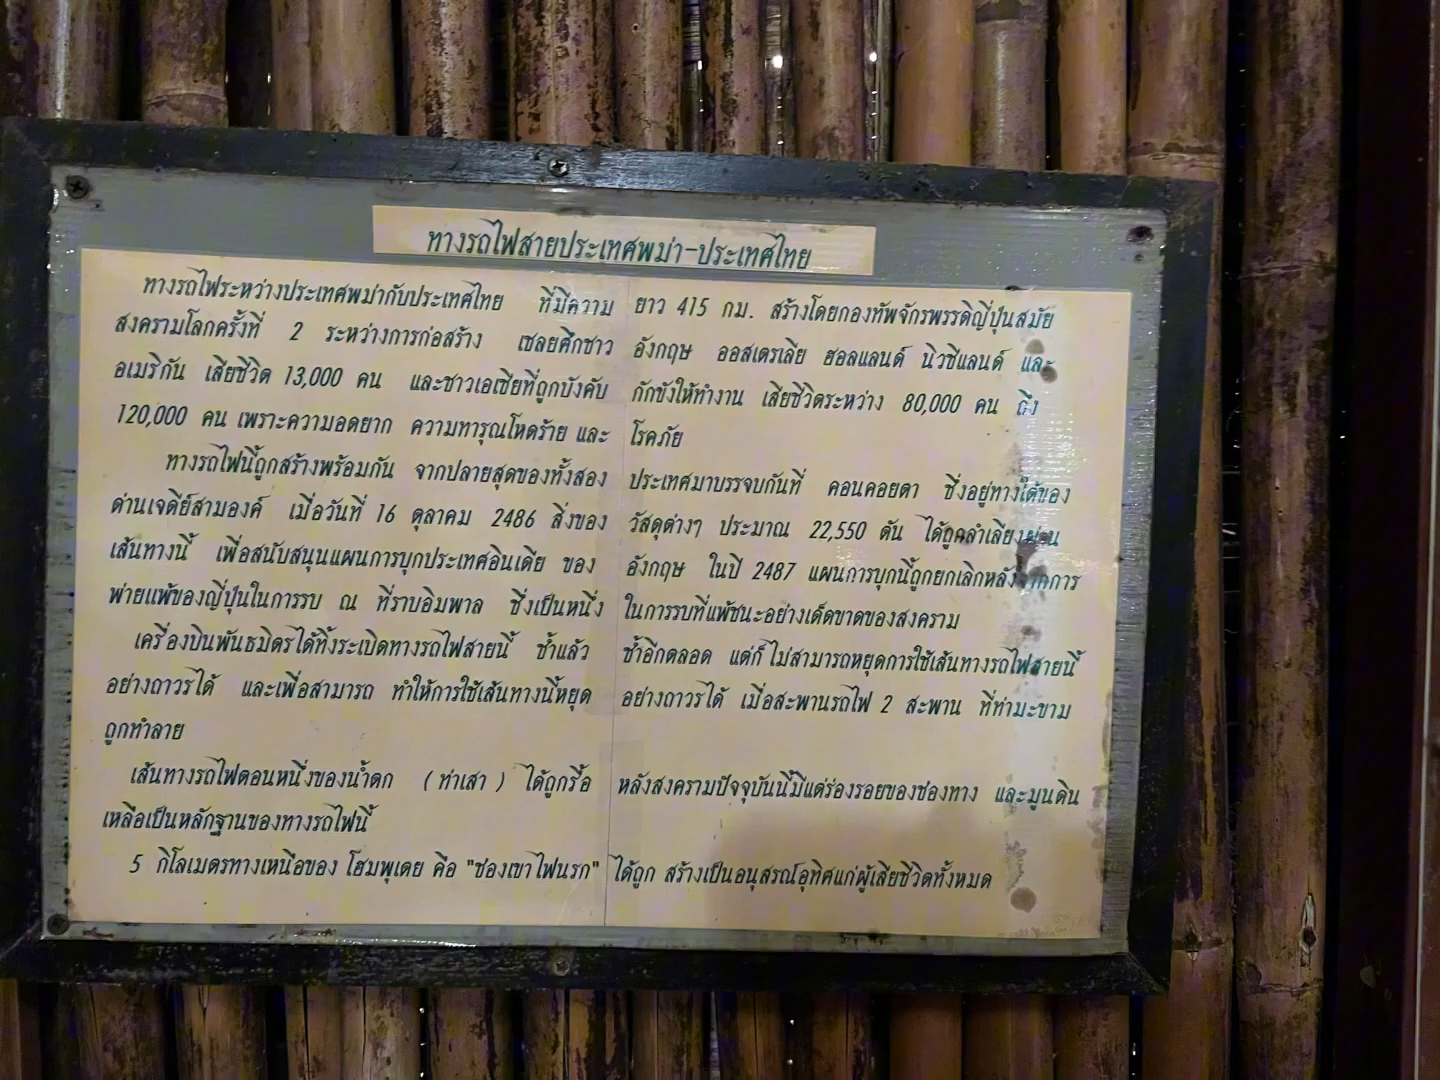 ทางรถไฟสายประเทศพม่า-ประเทศไทย
ทางรถไฟระหว่างประเทศพม่ากับประเทศไทย ที่มีความ ยาว 415 กม. สร้างโดยกองทัพจักรพรรดิญี่ปุ่นสมัย
สงครามโลกครั้งที่ 2 ระหว่างการก่อสร้าง เชลยศึกชาว อังกฤษ ออสเตรเลีย ฮอลแลนด์ นิวซีแลนด์ และ
อเมริกัน เสียชีวิต 13,000 คน และชาวเอเซียที่ถูกบังคับ กักขังให้ทำงาน เสียชีวิตระหว่าง 80,000 คน ถึง
120,000 คน เพราะความอดยาก ความทารุณโหดร้าย และ โรคภัย
ทางรถไฟนี้ถูกสร้างพร้อมกัน จากปลายสุดของทั้งสอง ประเทศมาบรรจบกันที่ คอนคอยตา ซึ่งอยู่ทางใต้ของ
ด่านเจดีย์สามองค์ เมื่อวันที่ 16 ตุลาคม 2486 สิ่งของ วัสดุต่างๆ ประมาณ 22,550 ตัน ได้ถูกลำเลียงผ่าน
เส้นทางนี้ เพื่อสนับสนุนแผนการบุกประเทศอินเดีย ของ อังกฤษ ในปี 2487 แผนการบุกนี้ถูกยกเลิกหลังจากการ
พ่ายแพ้ของญี่ปุ่นในการรบ ณ ที่ราบอิมพาล ซึ่งเป็นหนึ่ง ในการรบที่แพ้ชนะอย่างเด็ดขาดของสงคราม
เครื่องบินพันธมิตรได้ทิ้งระเบิดทางรถไฟสายนี้ ซ้ำแล้ว ซ้ำอีกตลอด แต่ก็ไม่สามารถหยุดการใช้เส้นทางรถไฟสายนี้
อย่างถาวรได้ และเพื่อสามารถ ทำให้การใช้เส้นทางนี้หยุด อย่างถาวรได้ เมื่อสะพานรถไฟ 2 สะพาน ที่ท่ามะขาม
ถูกทำลาย
เส้นทางรถไฟตอนหนึ่งของน้ำตก (ท่าเสา) ได้ถูกรื้อ หลังสงครามปัจจุบันนี้มีแต่ร่องรอยของช่องทาง และมูนดิน
เหลือเป็นหลักฐานของทางรถไฟนี้
5 กิโลเมตรทางเหนือของ โฮมพุเตย คือ "ช่องเขาไฟนรก" ได้ถูก สร้างเป็นอนุสรณ์อุทิศแก่ผู้เสียชีวิตทั้งหมด